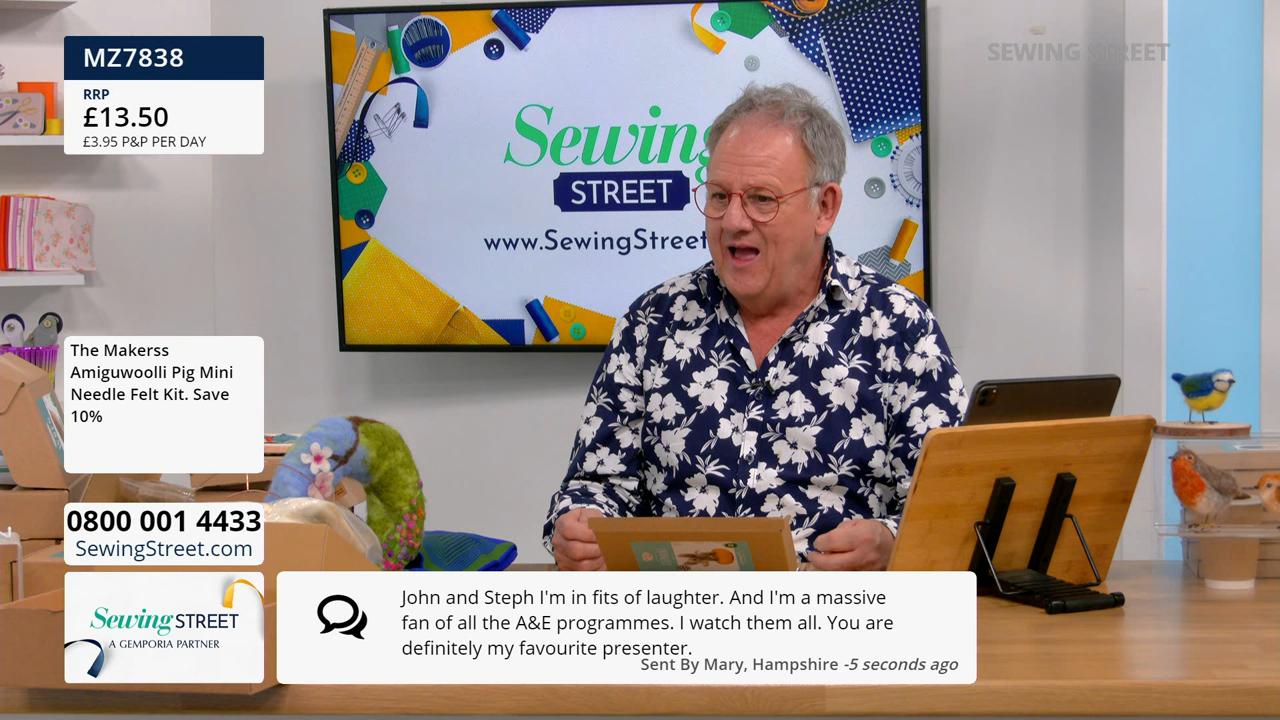 MZ7838
RRP
£13.50
£3.95 P&P PER DAY
SEWING STREET
Sewing
STREET
www.SewingStreet
The Makerss
Amiguwoolli Pig Mini
Needle Felt Kit. Save
10%
0800 001 4433
SewingStreet.com
Sewing STREET
A GEMPORIA PARTNER
John and Steph I'm in fits of laughter. And I'm a massive
fan of all the A&E programmes. I watch them all. You are
definitely my favourite presenter.
Sent By Mary, Hampshire -5 seconds ago